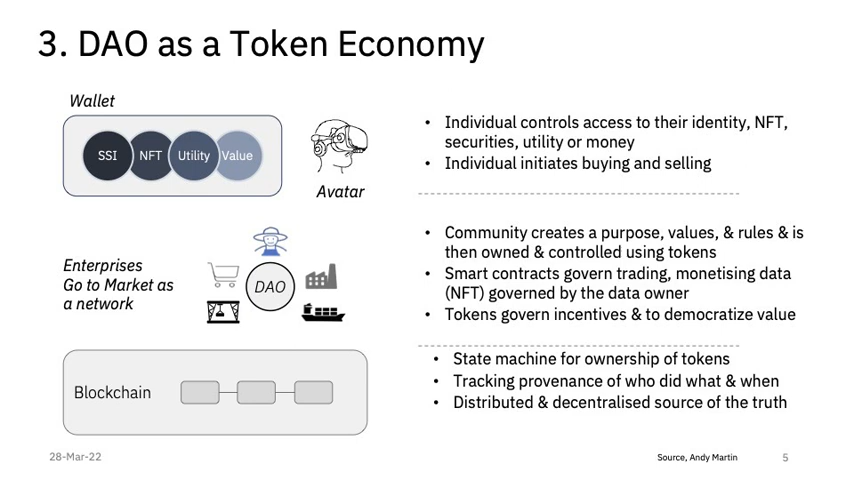 3. DAO as a Token Economy
Wallet
SSI NFT Utility Value
Avatar
• Individual controls access to their identity, NFT,
securities, utility or money
• Individual initiates buying and selling
Enterprises
Go to Market as
a network
DAO
• Community creates a purpose, values, & rules & is
then owned & controlled using tokens
• Smart contracts govern trading, monetising data
(NFT) governed by the data owner
• Tokens govern incentives & to democratize value
Blockchain
• State machine for ownership of tokens
• Tracking provenance of who did what & when
• Distributed & decentralised source of the truth
28-Mar-22
Source, Andy Martin
5